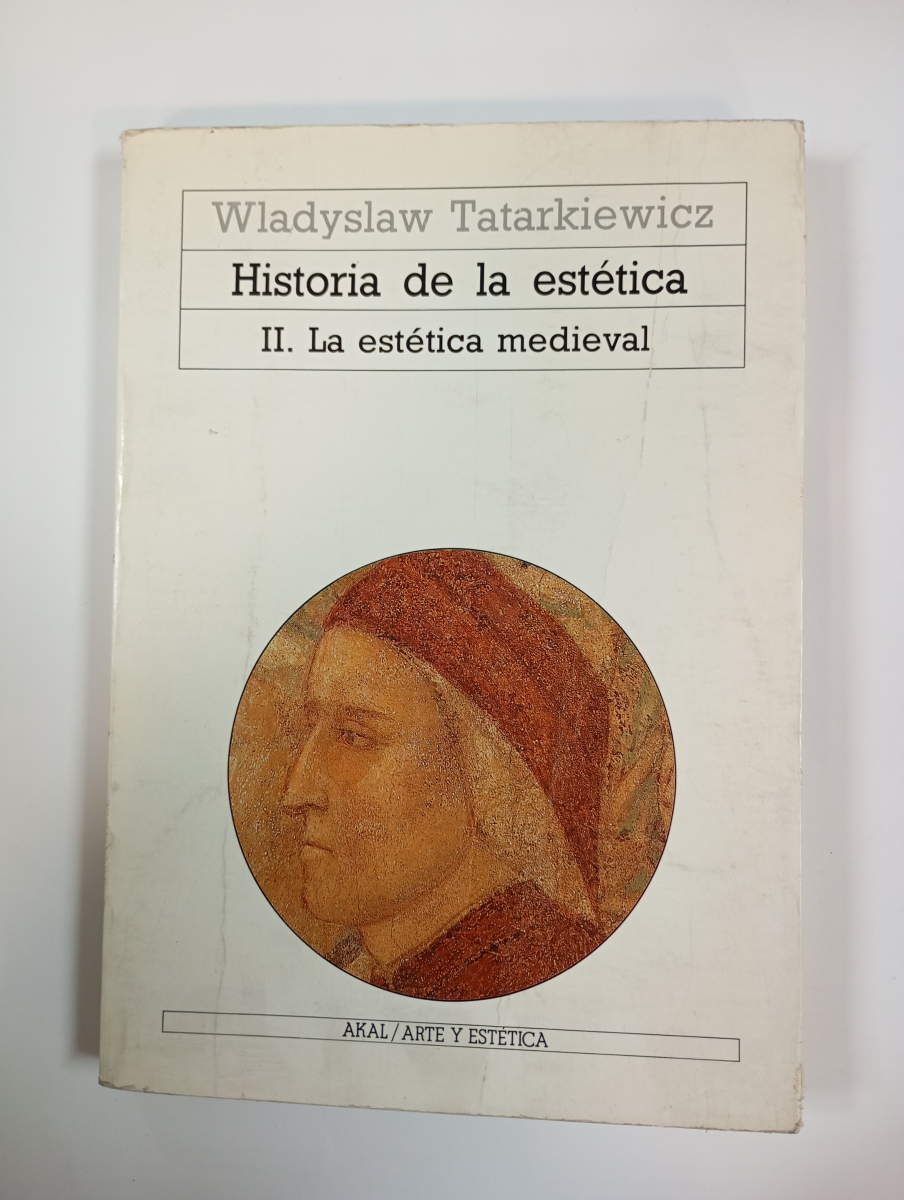 Wladyslaw Tatarkiewicz
Historia de la estética
II. La estética medieval
AKAL/ARTE Y ESTÉTICA